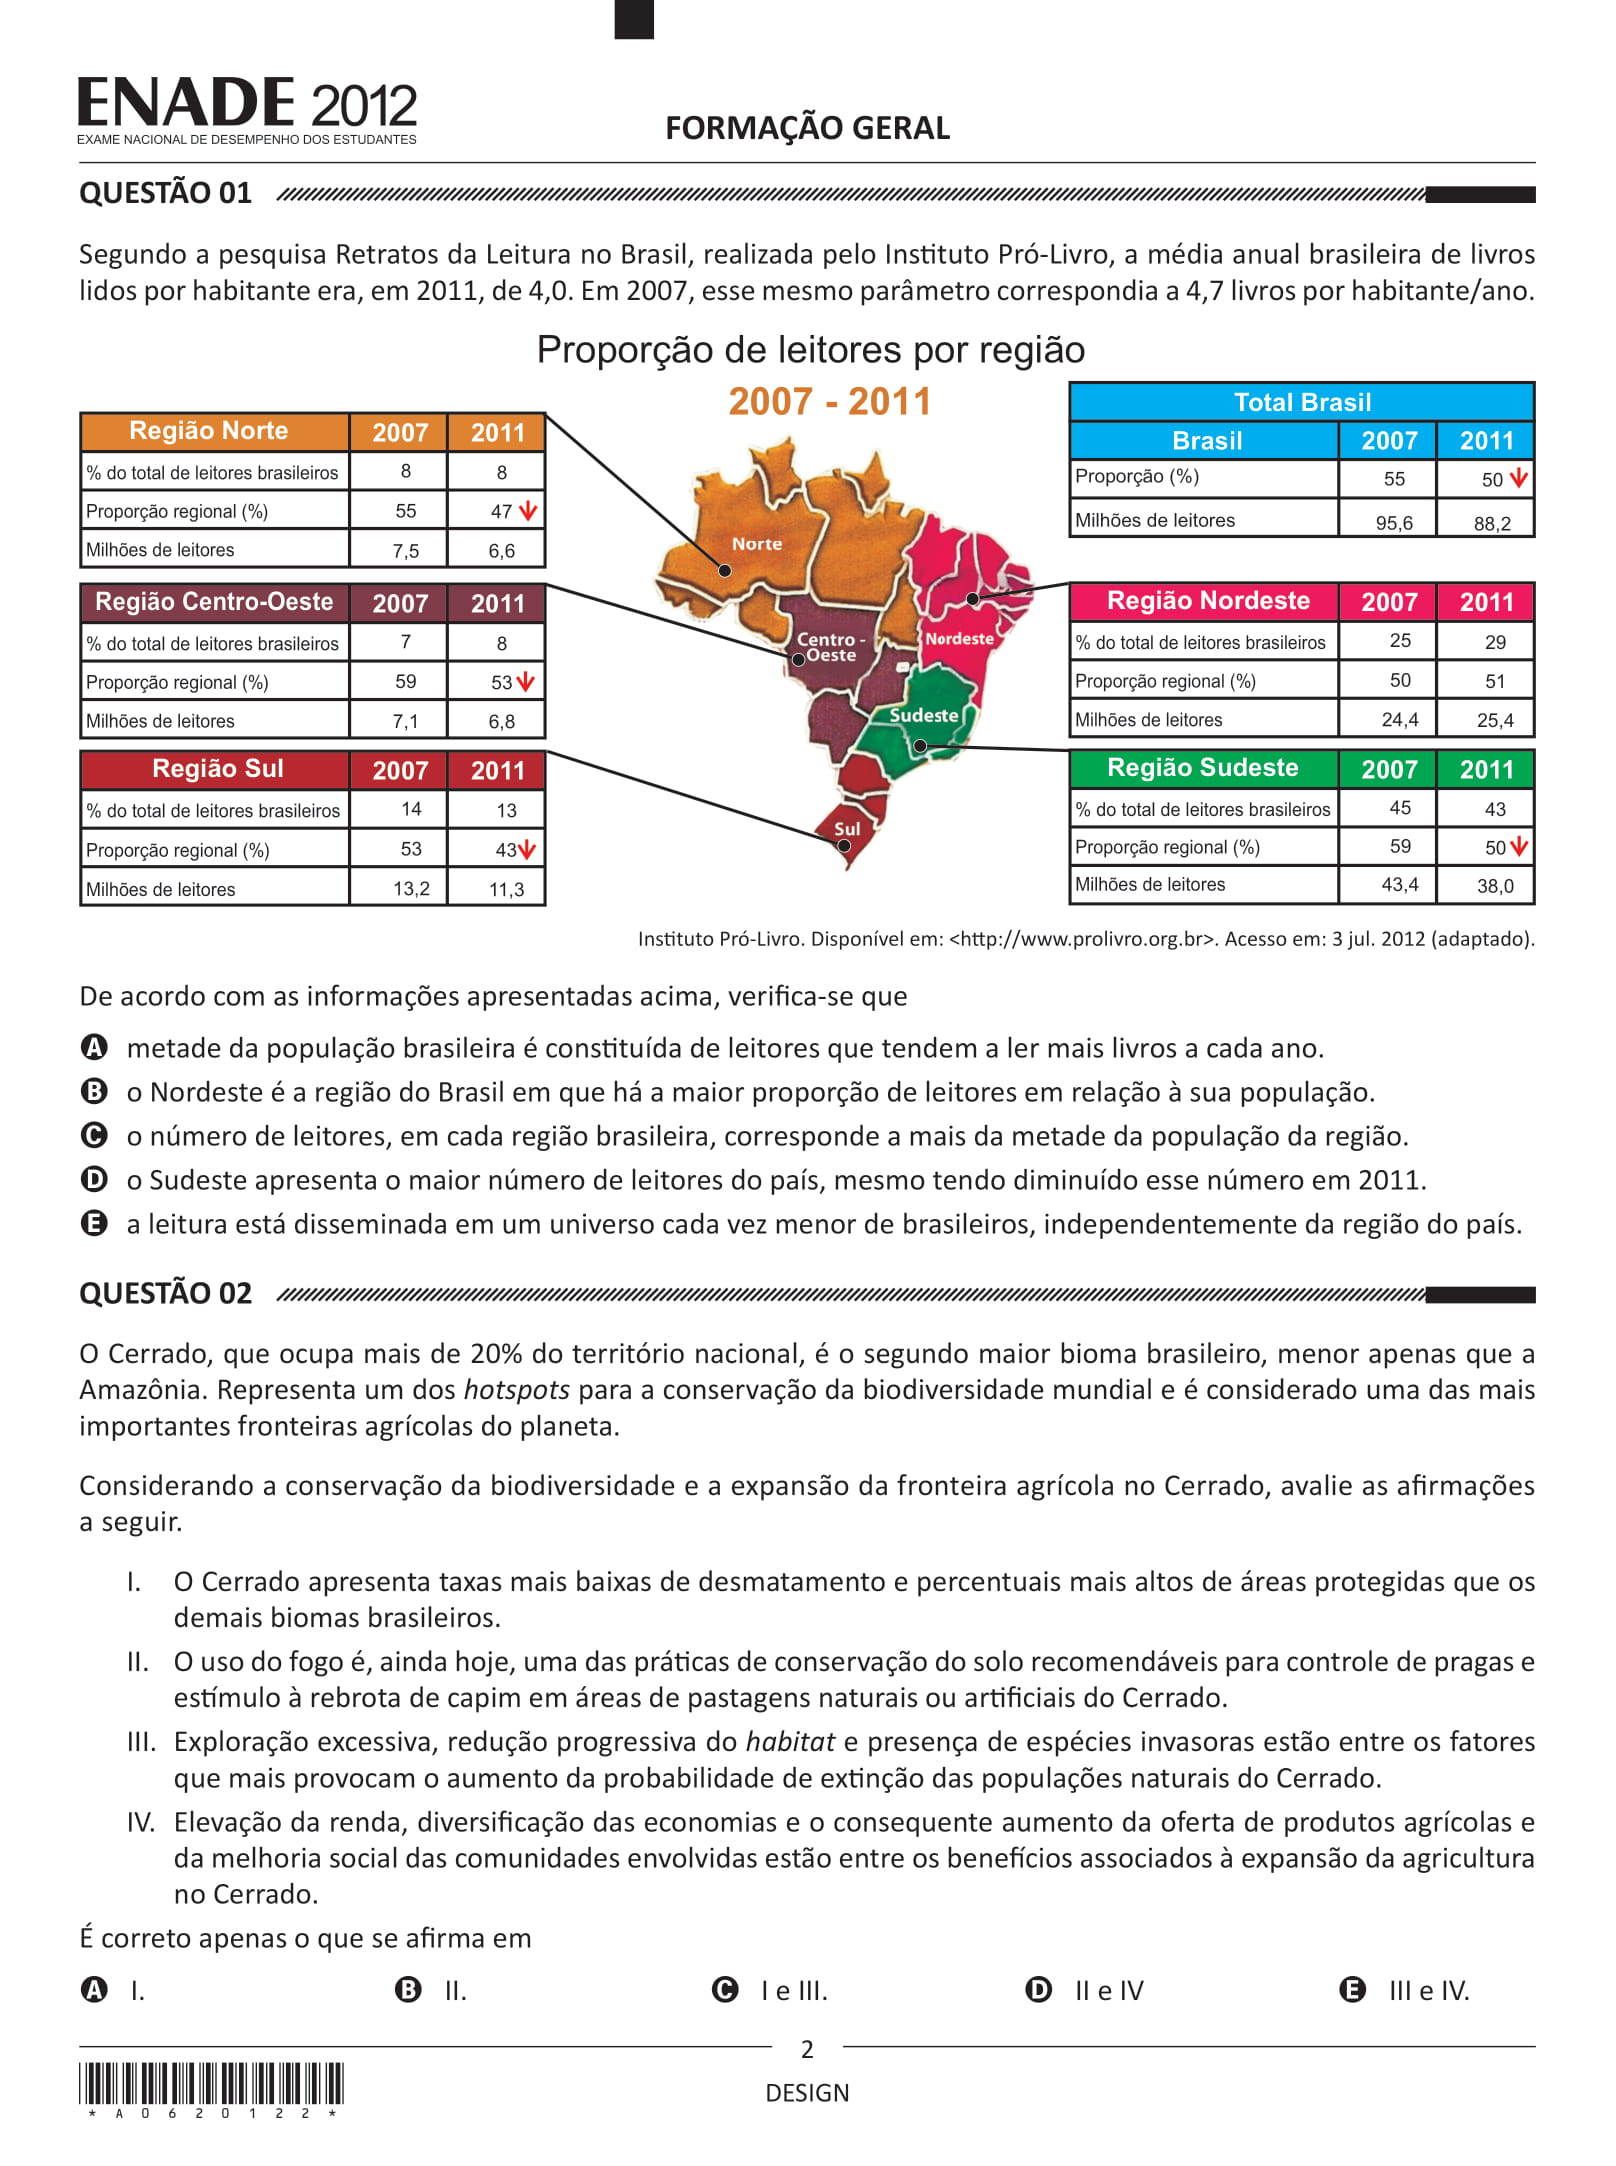 ENADE 2012
EXAME NACIONAL DE DESEMPENHO DOS ESTUDANTES
FORMAÇÃO GERAL
QUESTÃO 01
Segundo a pesquisa Retratos da Leitura no Brasil, realizada pelo Instituto Pró-Livro, a média anual brasileira de livros
lidos por habitante era, em 2011, de 4,0. Em 2007, esse mesmo parâmetro correspondia a 4,7 livros por habitante/ano.
Proporção de leitores por região
2007 - 2011
Região Norte 2007 2011
% do total de leitores brasileiros 8 8
Proporção regional (%) 55 47
Milhões de leitores 7,5 6,6
Região Centro-Oeste 2007 2011
% do total de leitores brasileiros 7 8
Proporção regional (%) 59 53
Milhões de leitores 7,1 6,8
Região Sul 2007 2011
% do total de leitores brasileiros 14 13
Proporção regional (%) 53 43
Milhões de leitores 13,2 11,3
Norte
Centro -
Oeste
Nordeste
Sudeste
Sul
Total Brasil
Brasil 2007 2011
Proporção (%) 55 50
Milhões de leitores 95,6 88,2
Região Nordeste 2007 2011
% do total de leitores brasileiros 25 29
Proporção regional (%) 50 51
Milhões de leitores 24,4 25,4
Região Sudeste 2007 2011
% do total de leitores brasileiros 45 43
Proporção regional (%) 59 50
Milhões de leitores 43,4 38,0
Instituto Pró-Livro. Disponível em: <http://www.prolivro.org.br>. Acesso em: 3 jul. 2012 (adaptado).
De acordo com as informações apresentadas acima, verifica-se que
A metade da população brasileira é constituída de leitores que tendem a ler mais livros a cada ano.
B o Nordeste é a região do Brasil em que há a maior proporção de leitores em relação à sua população.
C o número de leitores, em cada região brasileira, corresponde a mais da metade da população da região.
D o Sudeste apresenta o maior número de leitores do país, mesmo tendo diminuído esse número em 2011.
E a leitura está disseminada em um universo cada vez menor de brasileiros, independentemente da região do país.
QUESTÃO 02
O Cerrado, que ocupa mais de 20% do território nacional, é o segundo maior bioma brasileiro, menor apenas que a
Amazônia. Representa um dos hotspots para a conservação da biodiversidade mundial e é considerado uma das mais
importantes fronteiras agrícolas do planeta.
Considerando a conservação da biodiversidade e a expansão da fronteira agrícola no Cerrado, avalie as afirmações
a seguir.
I. O Cerrado apresenta taxas mais baixas de desmatamento e percentuais mais altos de áreas protegidas que os
demais biomas brasileiros.
II. O uso do fogo é, ainda hoje, uma das práticas de conservação do solo recomendáveis para controle de pragas e
estímulo à rebrota de capim em áreas de pastagens naturais ou artificiais do Cerrado.
III. Exploração excessiva, redução progressiva do habitat e presença de espécies invasoras estão entre os fatores
que mais provocam o aumento da probabilidade de extinção das populações naturais do Cerrado.
IV. Elevação da renda, diversificação das economias e o consequente aumento da oferta de produtos agrícolas e
da melhoria social das comunidades envolvidas estão entre os benefícios associados à expansão da agricultura
no Cerrado.
É correto apenas o que se afirma em
A I. B II. C I e III. D II e IV E III e IV.
2
DESIGN
* A 0 6 2 0 1 2 2 *